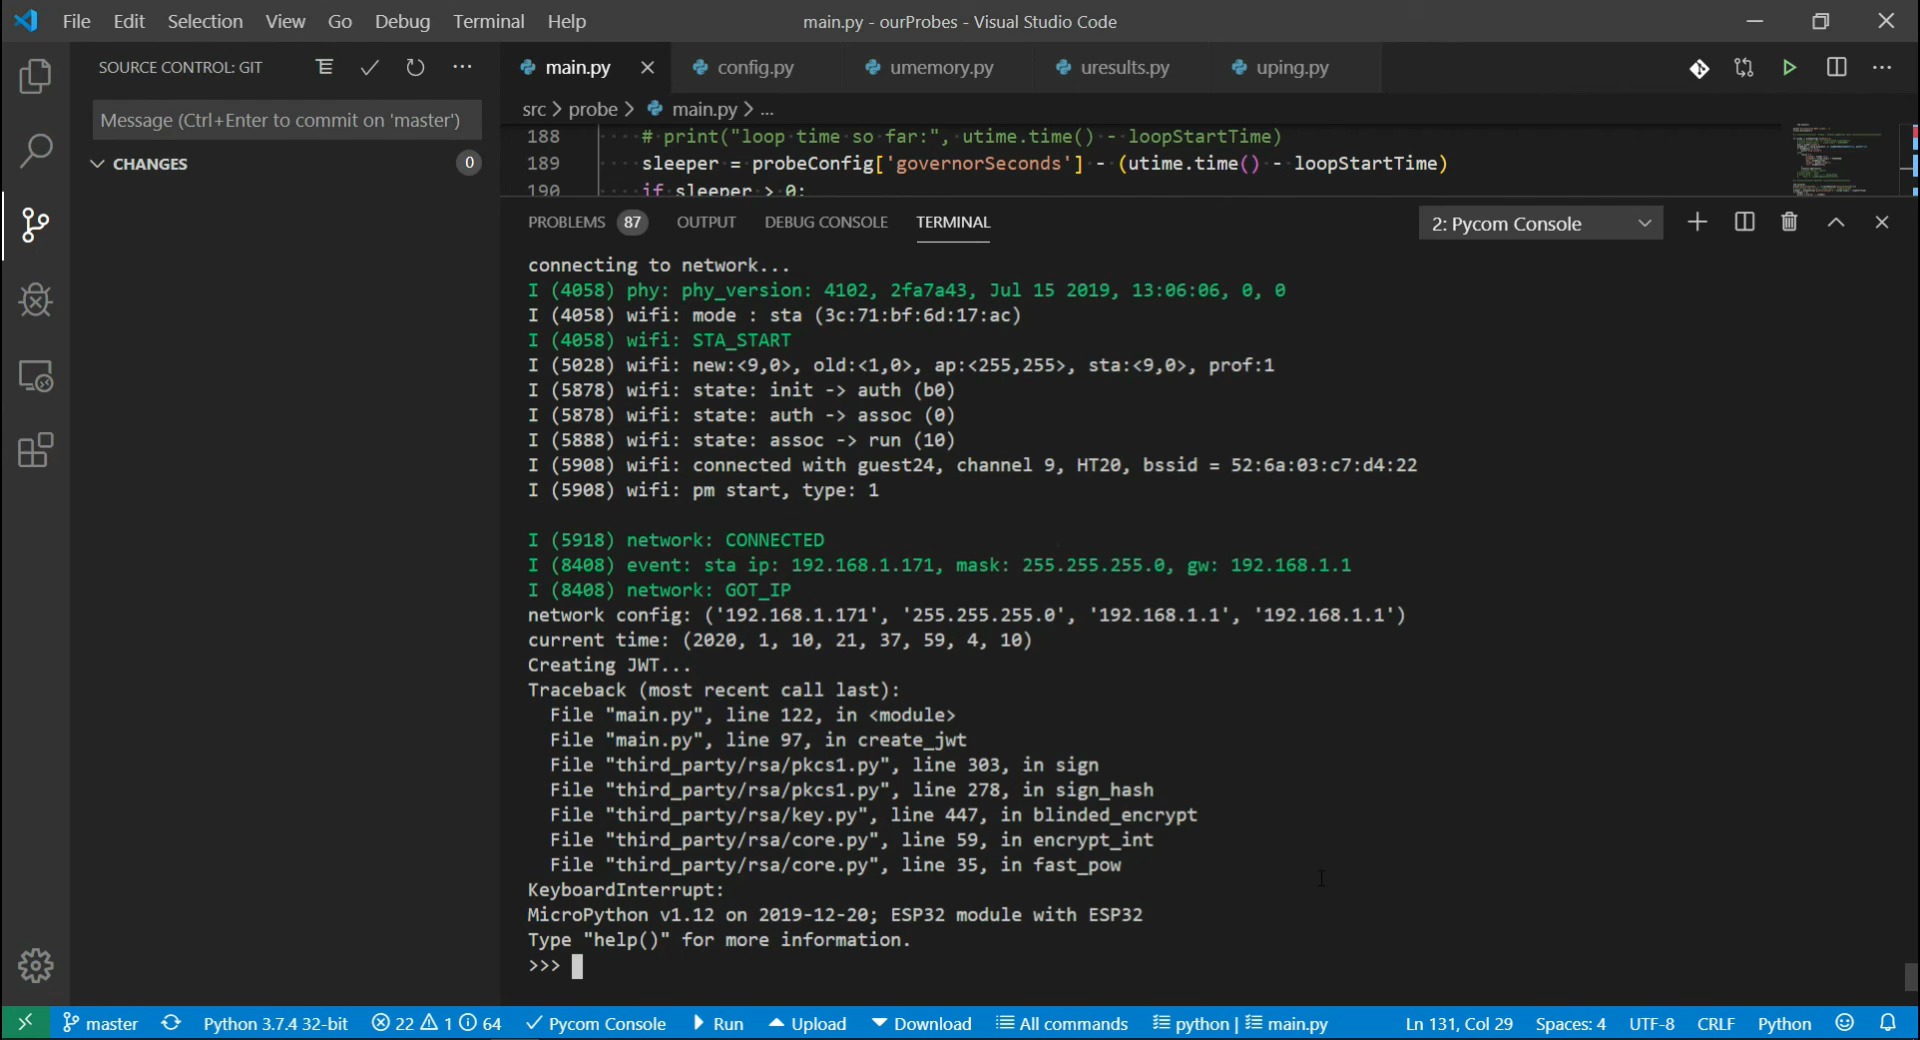 File Edit Selection View Go Debug Terminal Help main.py - ourProbes - Visual Studio Code
SOURCE CONTROL: GIT
main.py config.py umemory.py uresults.py uping.py
src > probe > main.py > ...
Message (Ctrl+Enter to commit on 'master')
CHANGES 0
188 # print("loop time so far:", utime.time() - loopStartTime)
189 sleeper = probeConfig['governorSeconds'] - (utime.time() - loopStartTime)
190 if sleeper > 0:
PROBLEMS 87 OUTPUT DEBUG CONSOLE TERMINAL 2: Pycom Console
connecting to network...
I (4058) phy: phy_version: 4102, 2fa7a43, Jul 15 2019, 13:06:06, 0, 0
I (4058) wifi: mode : sta (3c:71:bf:6d:17:ac)
I (4058) wifi: STA_START
I (5028) wifi: new:<9,0>, old:<1,0>, ap:<255,255>, sta:<9,0>, prof:1
I (5878) wifi: state: init -> auth (b0)
I (5878) wifi: state: auth -> assoc (0)
I (5888) wifi: state: assoc -> run (10)
I (5908) wifi: connected with guest24, channel 9, HT20, bssid = 52:6a:03:c7:d4:22
I (5908) wifi: pm start, type: 1
I (5918) network: CONNECTED
I (8408) event: sta ip: 192.168.1.171, mask: 255.255.255.0, gw: 192.168.1.1
I (8408) network: GOT_IP
network config: ('192.168.1.171', '255.255.255.0', '192.168.1.1', '192.168.1.1')
current time: (2020, 1, 10, 21, 37, 59, 4, 10)
Creating JWT...
Traceback (most recent call last):
File "main.py", line 122, in <module>
File "main.py", line 97, in create_jwt
File "third_party/rsa/pkcs1.py", line 303, in sign
File "third_party/rsa/pkcs1.py", line 278, in sign_hash
File "third_party/rsa/key.py", line 447, in blinded_encrypt
File "third_party/rsa/core.py", line 59, in encrypt_int
File "third_party/rsa/core.py", line 35, in fast_pow
KeyboardInterrupt:
MicroPython v1.12 on 2019-12-20; ESP32 module with ESP32
Type "help()" for more information.
>>>
master Python 3.7.4 32-bit 22 1 64 Pycom Console Run Upload Download All commands python | main.py Ln 131, Col 29 Spaces: 4 UTF-8 CRLF Python